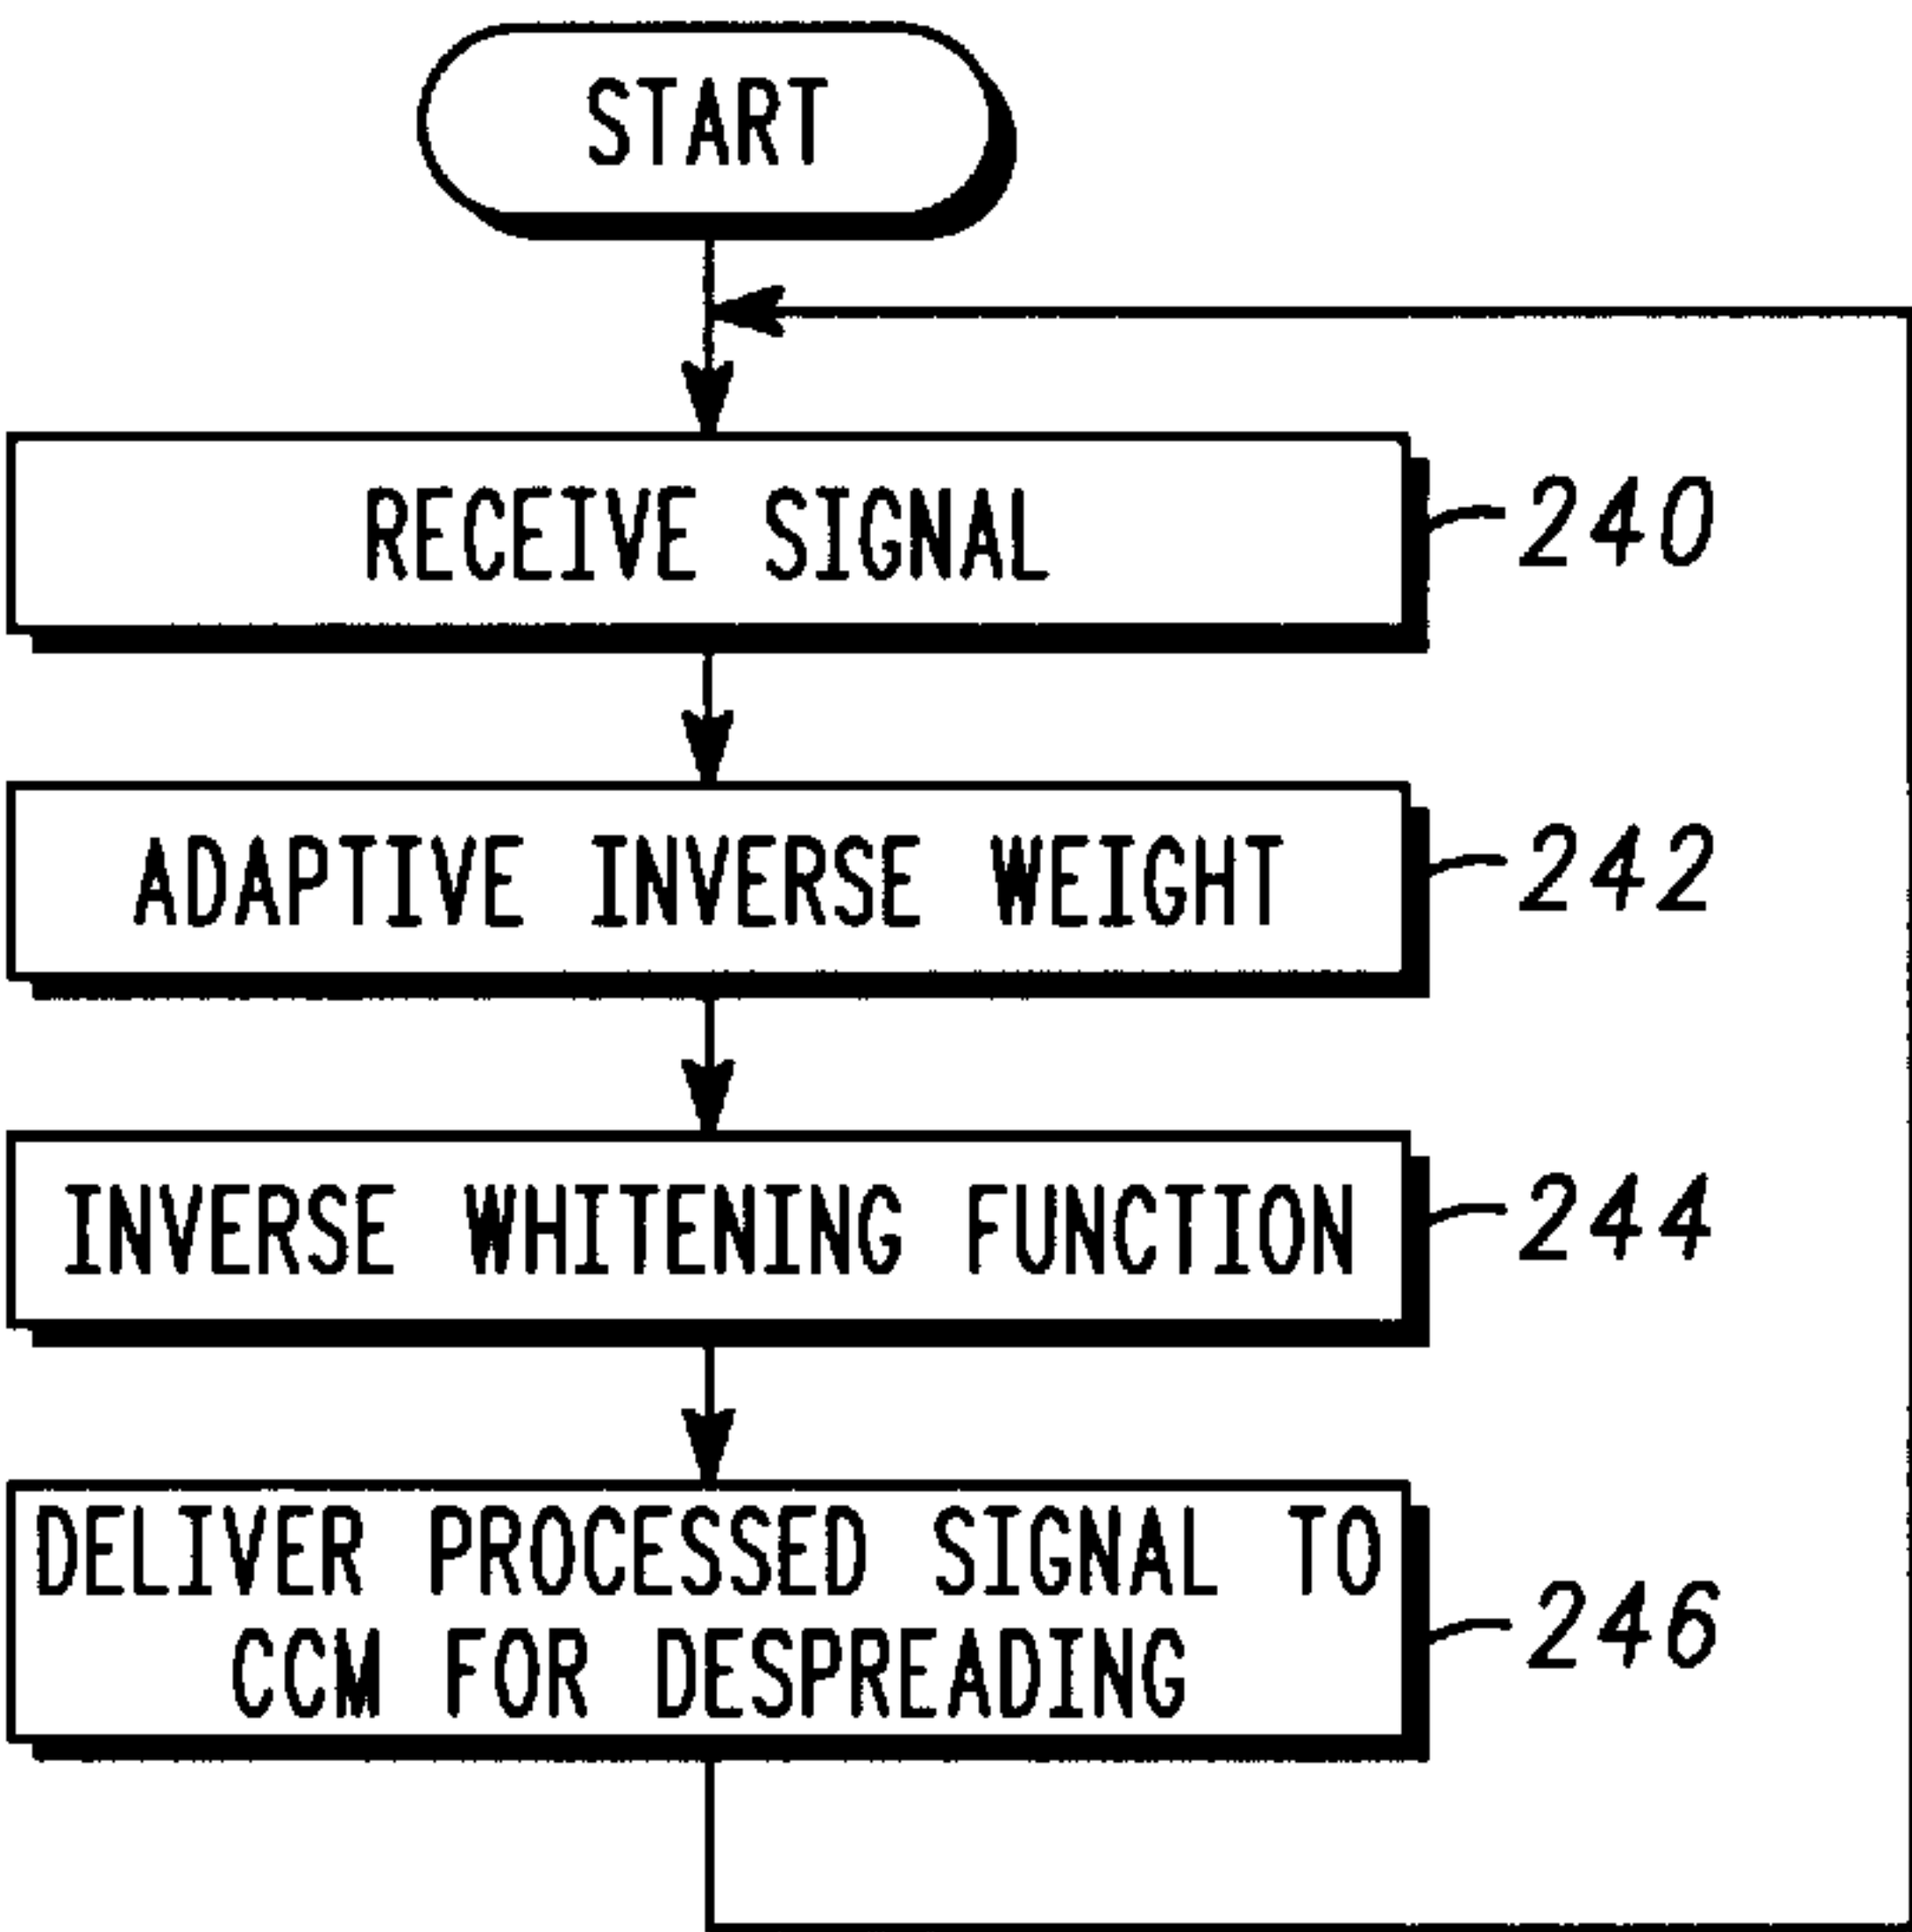 START
RECEIVE SIGNAL
240
ADAPTIVE INVERSE WEIGHT
242
INVERSE WHITENING FUNCTION
244
DELIVER PROCESSED SIGNAL TO
CCM FOR DESPREADING
246